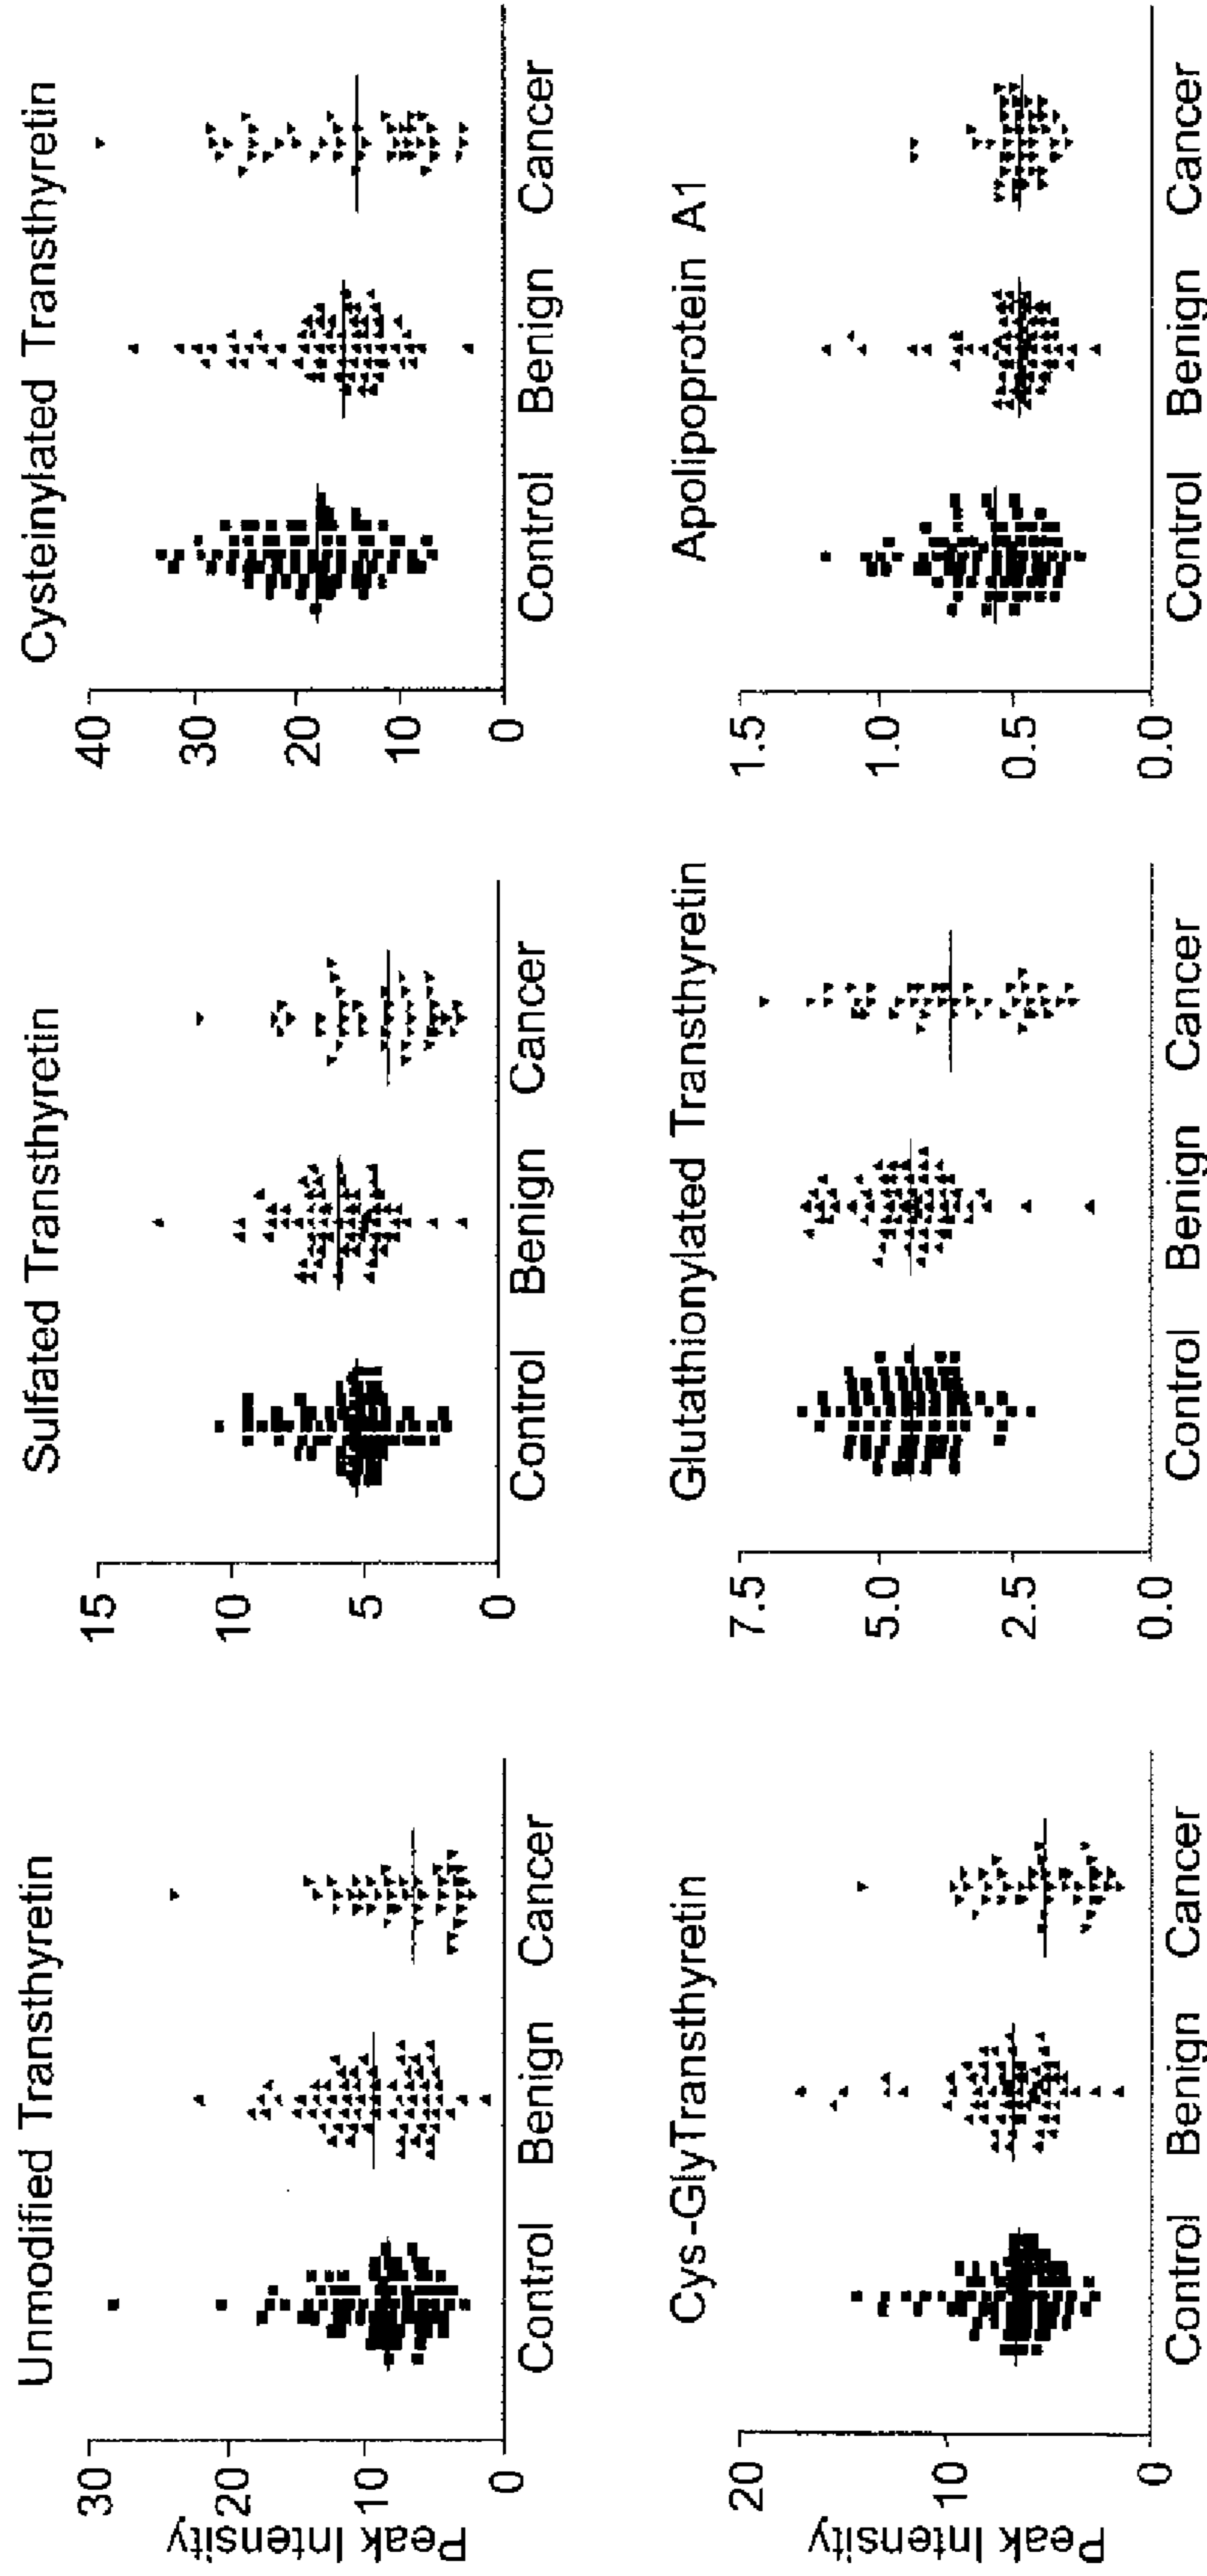 Unmodified Transthyretin
Sulfated Transthyretin
Cysteinylated Transthyretin
Peak Intensity
30
20
10
0
Control Benign Cancer
15
10
5
0
Control Benign Cancer
40
30
20
10
0
Control Benign Cancer
Cys-GlyTransthyretin
Glutathionylated Transthyretin
Apolipoprotein A1
Peak Intensity
20
10
0
Control Benign Cancer
7.5
5.0
2.5
0.0
Control Benign Cancer
1.5
1.0
0.5
0.0
Control Benign Cancer